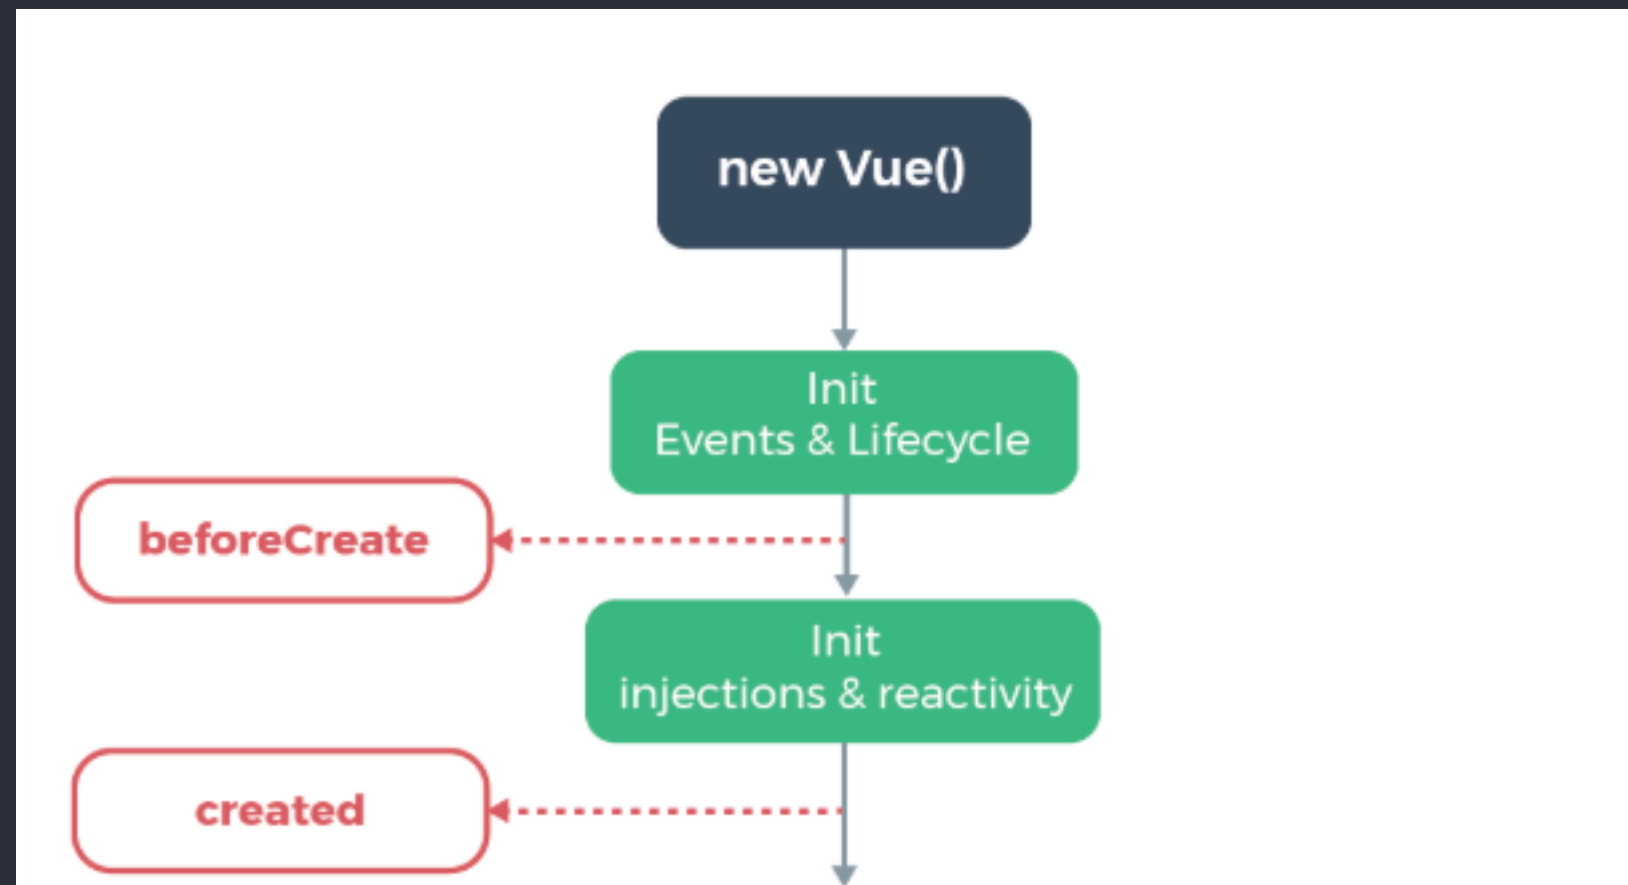 new Vue()
Init
Events & Lifecycle
beforeCreate
Init
injections & reactivity
created